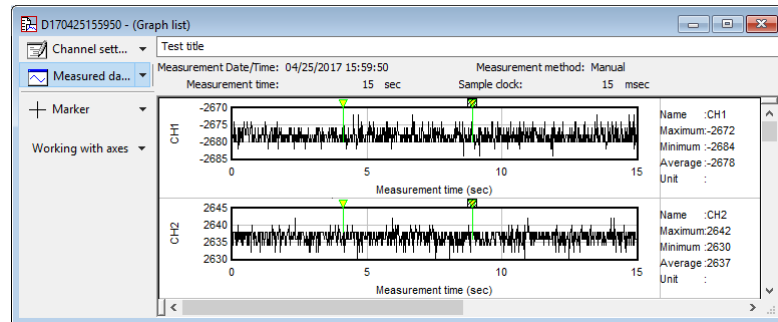 D170425155950 - (Graph list)
Channel sett...
Test title
Measured da...
Measurement Date/Time: 04/25/2017 15:59:50 Measurement method: Manual
Measurement time: 15 sec Sample clock: 15 msec
Marker
Working with axes
CH1
-2670
-2675
-2680
-2685
0 5 10 15
Measurement time (sec)
Name :CH1
Maximum:-2672
Minimum :-2684
Average :-2678
Unit :
CH2
2645
2640
2635
2630
0 5 10 15
Measurement time (sec)
Name :CH2
Maximum:2642
Minimum :2630
Average :2637
Unit :